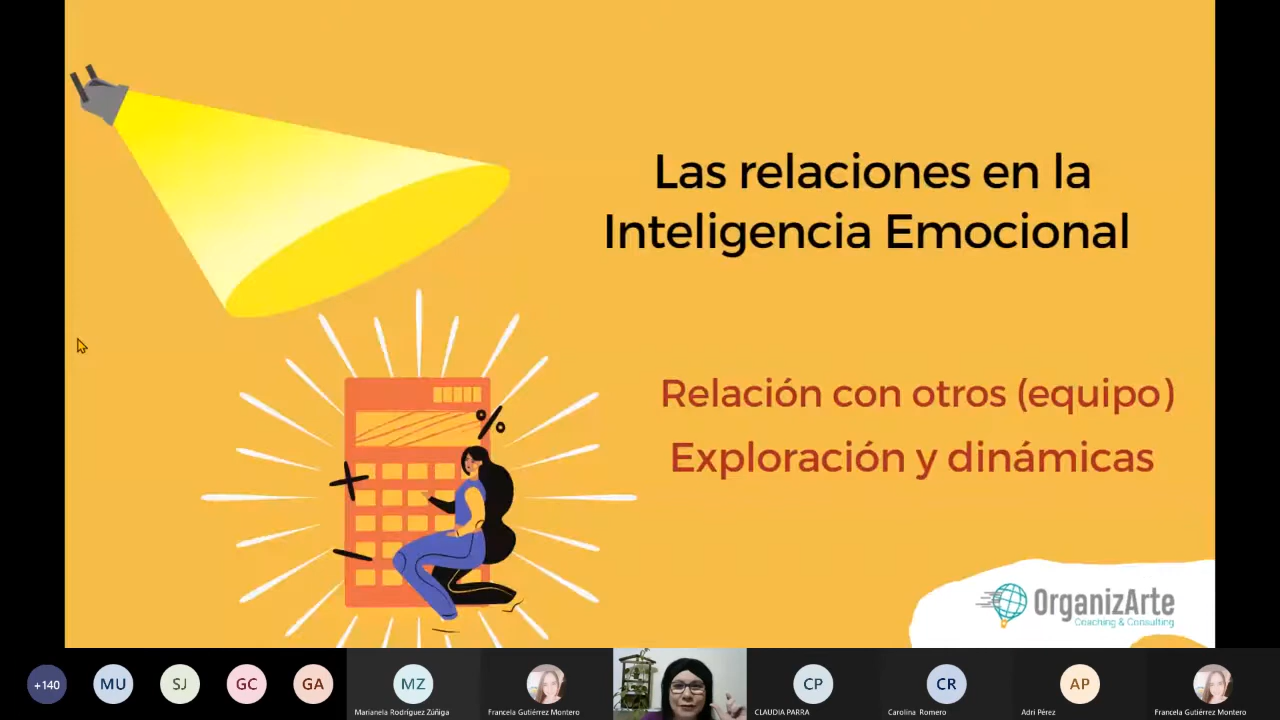 Las relaciones en la
Inteligencia Emocional
Relación con otros (equipo)
Exploración y dinámicas
OrganizArte
Coaching & Consulting
+140
MU
SJ
GC
GA
MZ
Marianela Rodríguez Zúñiga
Francela Gutiérrez Montero
CP
CLAUDIA PARRA
CR
Carolina Romero
AP
Adri Pérez
Francela Gutiérrez Montero